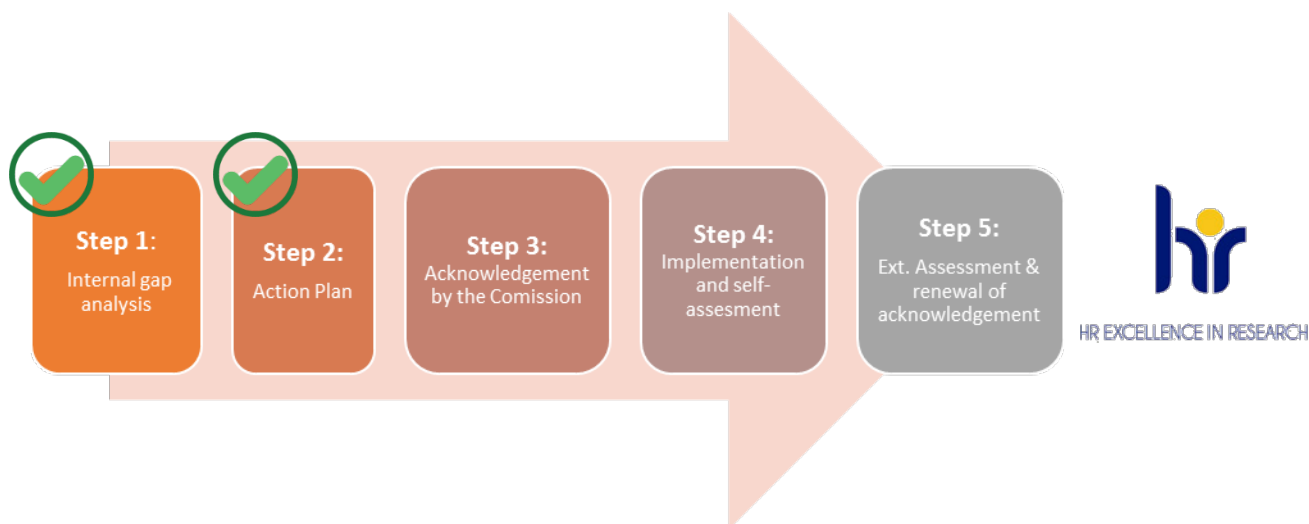 Step 1:
Internal gap
analysis
Step 2:
Action Plan
Step 3:
Acknowledgement
by the Comission
Step 4:
Implementation
and self-
assesment
Step 5:
Ext. Assessment &
renewal of
acknowledgement
hr
HR EXCELLENCE IN RESEARCH